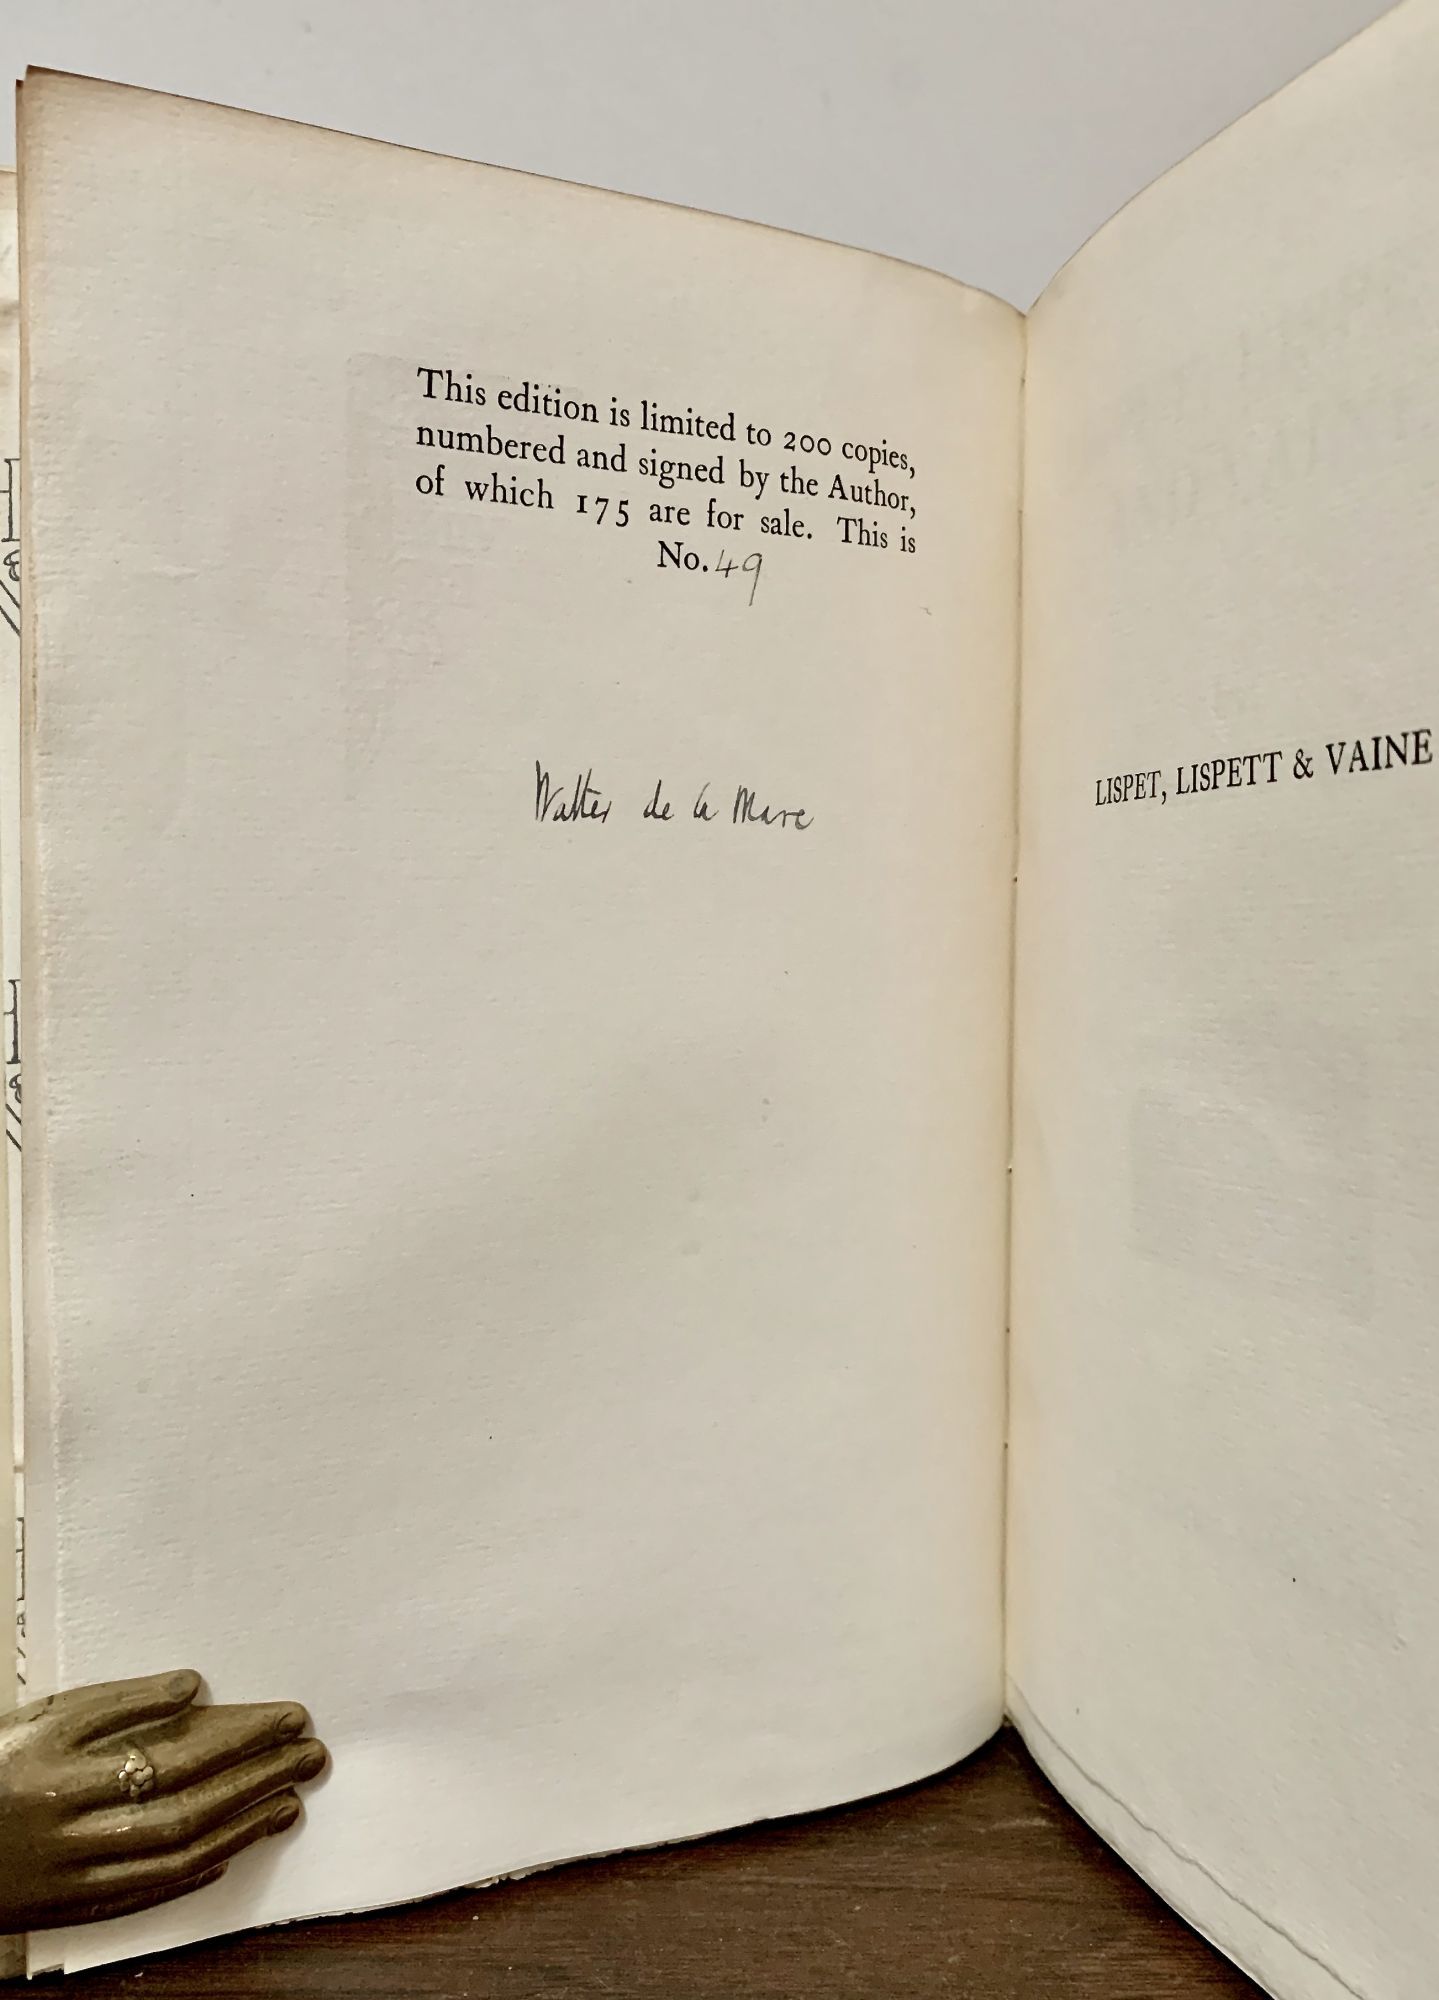 This edition is limited to 200 copies,
numbered and signed by the Author,
of which 175 are for sale. This is
No. 49
Walter de la Mare
LISPET, LISPETT & VAINE